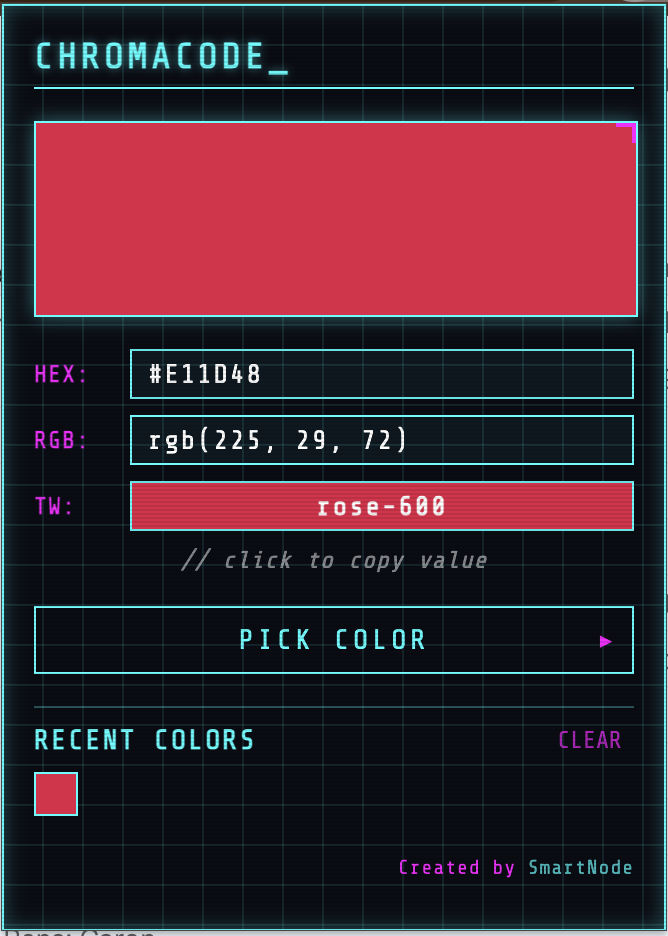 CHROMACODE_
HEX: #E11D48
RGB: rgb(225, 29, 72)
TW: rose-600
// click to copy value
PICK COLOR ▶
RECENT COLORS CLEAR
Created by SmartNode